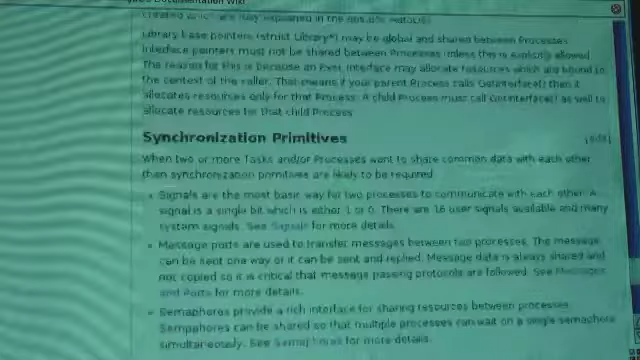 Documentation Wiki
created which are fully explained in the
Library base pointers (struct Library*) may be global and shared between Processes
Interface pointers must not be shared between Processes unless this is explicitly allowed
The reason for this is because an Exec Interface may allocate resources which are bound to
the context of the caller. That means if your parent Process calls GetInterface() then it
allocates resources only for that Process. A child Process must call GetInterface() as well to
allocate resources for that child Process
Synchronization Primitives
[edit]
When two or more Tasks and/or Processes want to share common data with each other
then synchronization primitives are likely to be required
• Signals are the most basic way for two processes to communicate with each other. A
signal is a single bit which is either 1 or 0. There are 16 user signals available and many
system signals. See Signals for more details.
• Message ports are used to transfer messages between two processes. The message
can be sent one way or it can be sent and replied. Message data is always shared and
not copied so it is critical that message passing protocols are followed. See Messages
and Ports for more details.
• Semaphores provide a rich interface for sharing resources between processes.
Semaphores can be shared so that multiple processes can wait on a single semaphore
simultaneously. See Semaphores for more details.